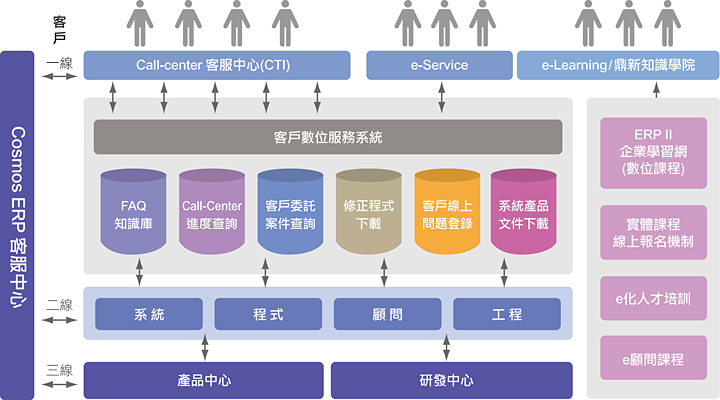 客戶
一線
Call-center 客服中心(CTI)
e-Service
e-Learning/鼎新知識學院
Cosmos ERP 客服中心
客戶數位服務系統
FAQ
知識庫
Call-Center
進度查詢
客戶委託
案件查詢
修正程式
下載
客戶線上
問題登錄
系統產品
文件下載
ERP II
企業學習網
(數位課程)
實體課程
線上報名機制
e化人才培訓
e顧問課程
二線
系統
程式
顧問
工程
三線
產品中心
研發中心